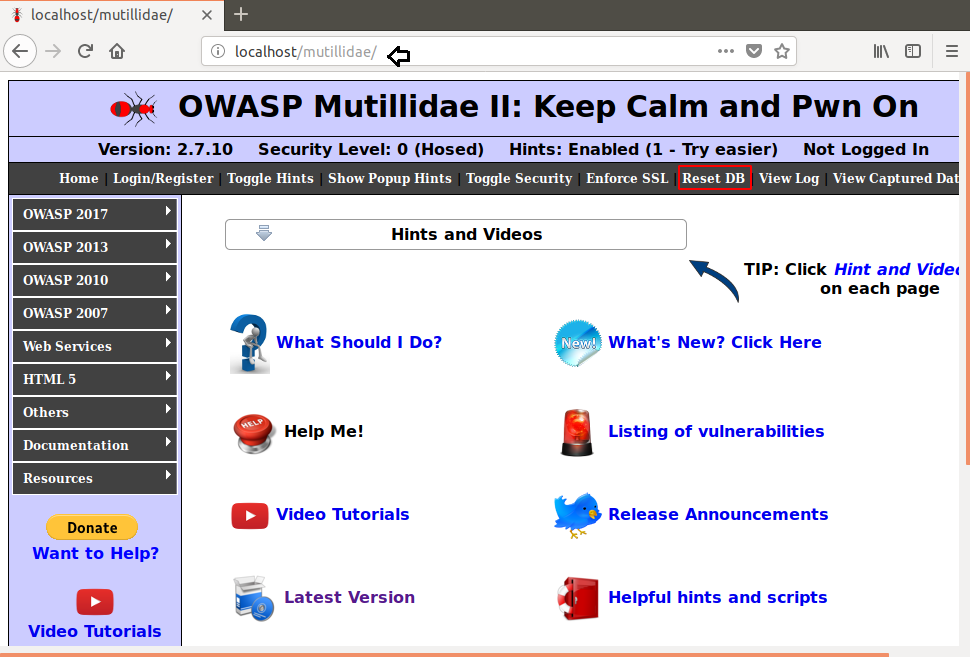 localhost/mutillidae/
localhost/mutillidae/
OWASP Mutillidae II: Keep Calm and Pwn On
Version: 2.7.10 Security Level: 0 (Hosed) Hints: Enabled (1 - Try easier) Not Logged In
Home | Login/Register | Toggle Hints | Show Popup Hints | Toggle Security | Enforce SSL | Reset DB | View Log | View Captured Dat
OWASP 2017
OWASP 2013
OWASP 2010
OWASP 2007
Web Services
HTML 5
Others
Documentation
Resources
Donate
Want to Help?
Video Tutorials
Hints and Videos
TIP: Click Hint and Video
on each page
What Should I Do?
New!
What's New? Click Here
HELP
Help Me!
Listing of vulnerabilities
Video Tutorials
Release Announcements
Latest Version
Helpful hints and scripts